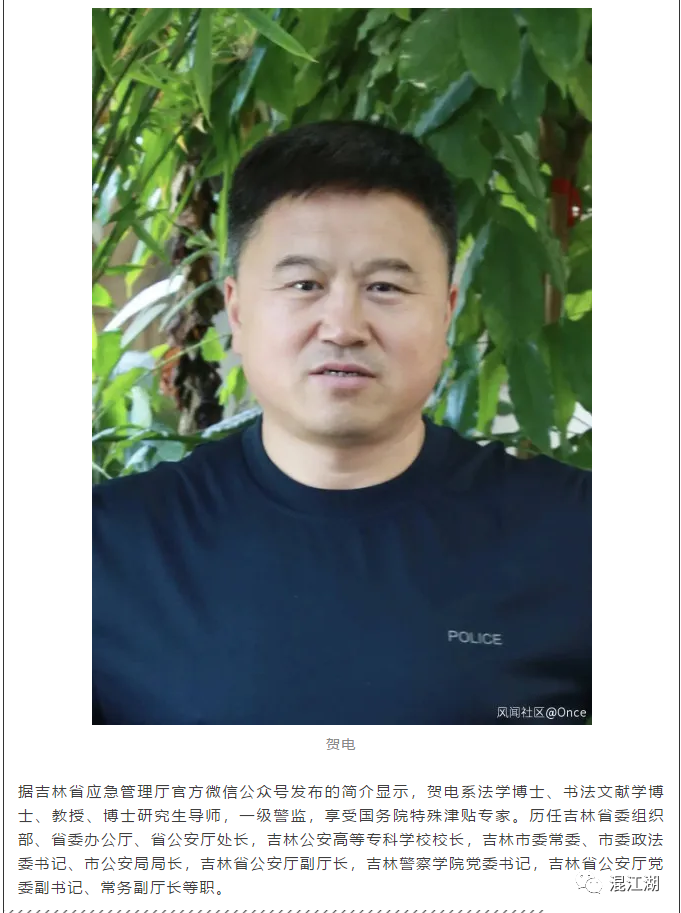 POLICE
风闻社区@Once
贺电
据吉林省应急管理厅官方微信公众号发布的简介显示，贺电系法学博士、书法文献学博
士、教授、博士研究生导师，一级警监，享受国务院特殊津贴专家。历任吉林省委组织
部、省委办公厅、省公安厅处长，吉林公安高等专科学校校长，吉林市委常委、市委政法
委书记、市公安局局长，吉林省公安厅副厅长，吉林警察学院党委书记，吉林省公安厅党
委副书记、常务副厅长等职。
混江湖